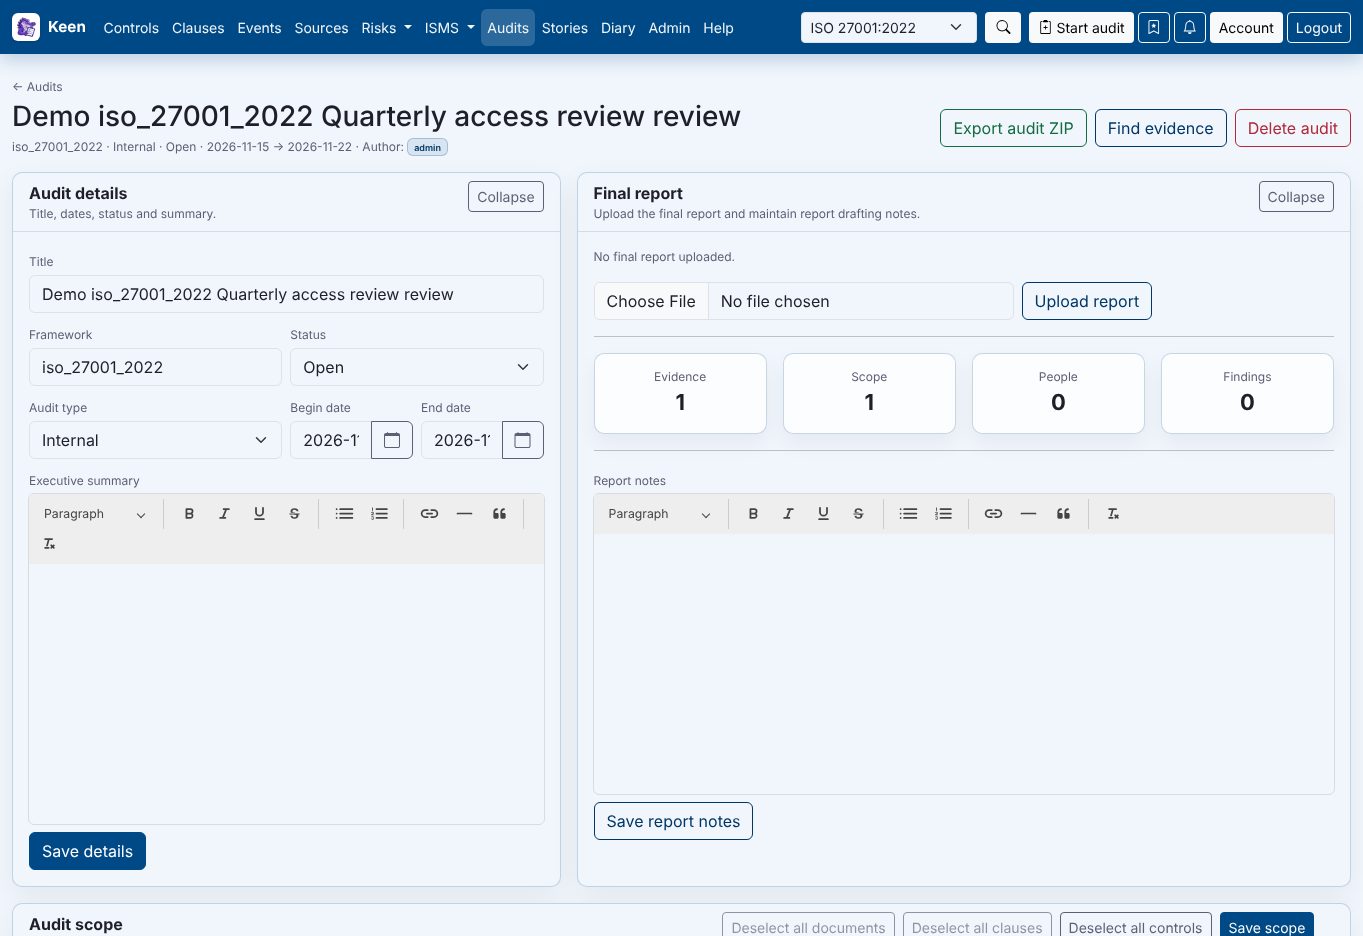 Keen Controls Clauses Events Sources Risks ISMS Audits Stories Diary Admin Help ISO 27001:2022 Start audit Account Logout
← Audits
Demo iso_27001_2022 Quarterly access review review
iso_27001_2022 · Internal · Open · 2026-11-15 → 2026-11-22 · Author: admin
Export audit ZIP Find evidence Delete audit
Audit details
Title, dates, status and summary.
Collapse
Title
Demo iso_27001_2022 Quarterly access review review
Framework Status
iso_27001_2022 Open
Audit type Begin date End date
Internal 2026-1 2026-1
Executive summary
Paragraph
Save details
Final report
Upload the final report and maintain report drafting notes.
Collapse
No final report uploaded.
Choose File No file chosen Upload report
Evidence Scope People Findings
1 1 0 0
Report notes
Paragraph
Save report notes
Audit scope Deselect all documents Deselect all clauses Deselect all controls Save scope